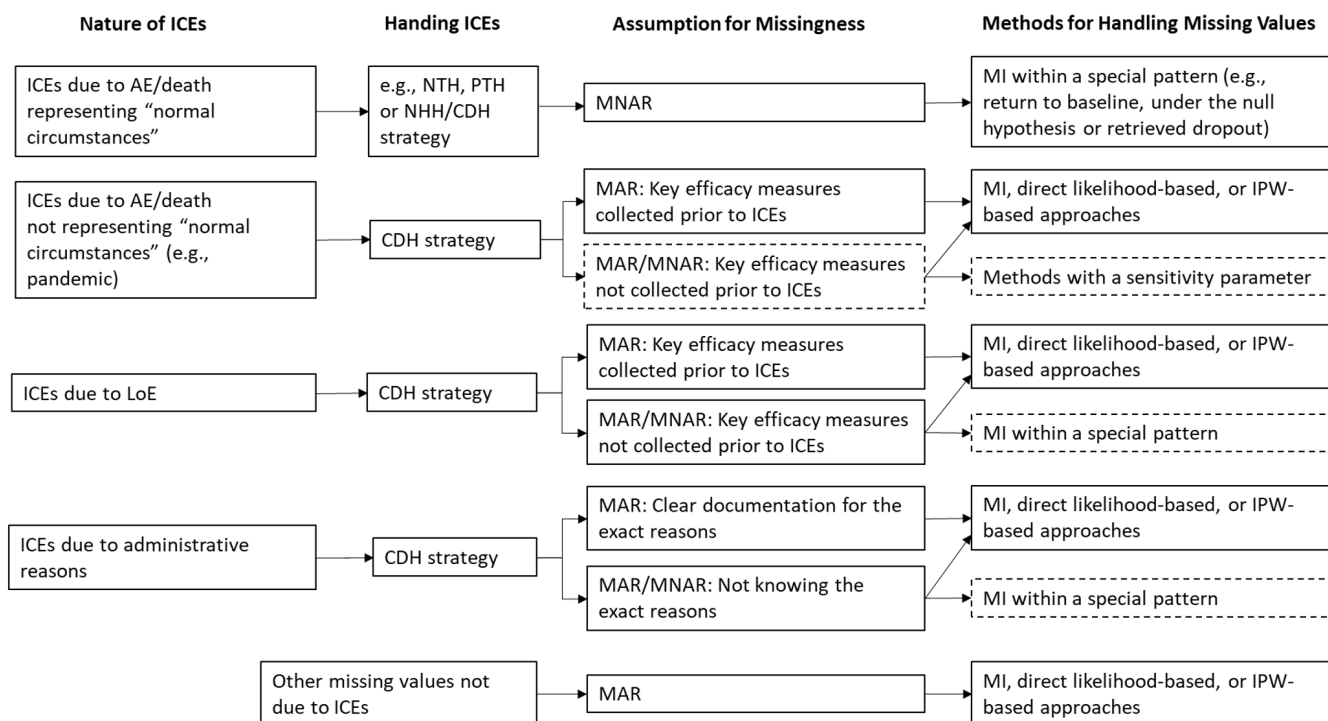 Nature of ICEs
Handing ICEs
Assumption for Missingness
Methods for Handling Missing Values
ICEs due to AE/death
representing “normal
circumstances”
e.g., NTH, PTH
or NHH/CDH
strategy
MNAR
MI within a special pattern (e.g.,
return to baseline, under the null
hypothesis or retrieved dropout)
ICEs due to AE/death
not representing “normal
circumstances” (e.g.,
pandemic)
CDH strategy
MAR: Key efficacy measures
collected prior to ICEs
MI, direct likelihood-based, or IPW-
based approaches
MAR/MNAR: Key efficacy measures
not collected prior to ICEs
Methods with a sensitivity parameter
ICEs due to LoE
CDH strategy
MAR: Key efficacy measures
collected prior to ICEs
MI, direct likelihood-based, or IPW-
based approaches
MAR/MNAR: Key efficacy measures
not collected prior to ICEs
MI within a special pattern
ICEs due to administrative
reasons
CDH strategy
MAR: Clear documentation for the
exact reasons
MI, direct likelihood-based, or IPW-
based approaches
MAR/MNAR: Not knowing the
exact reasons
MI within a special pattern
Other missing values not
due to ICEs
MAR
MI, direct likelihood-based, or IPW-
based approaches